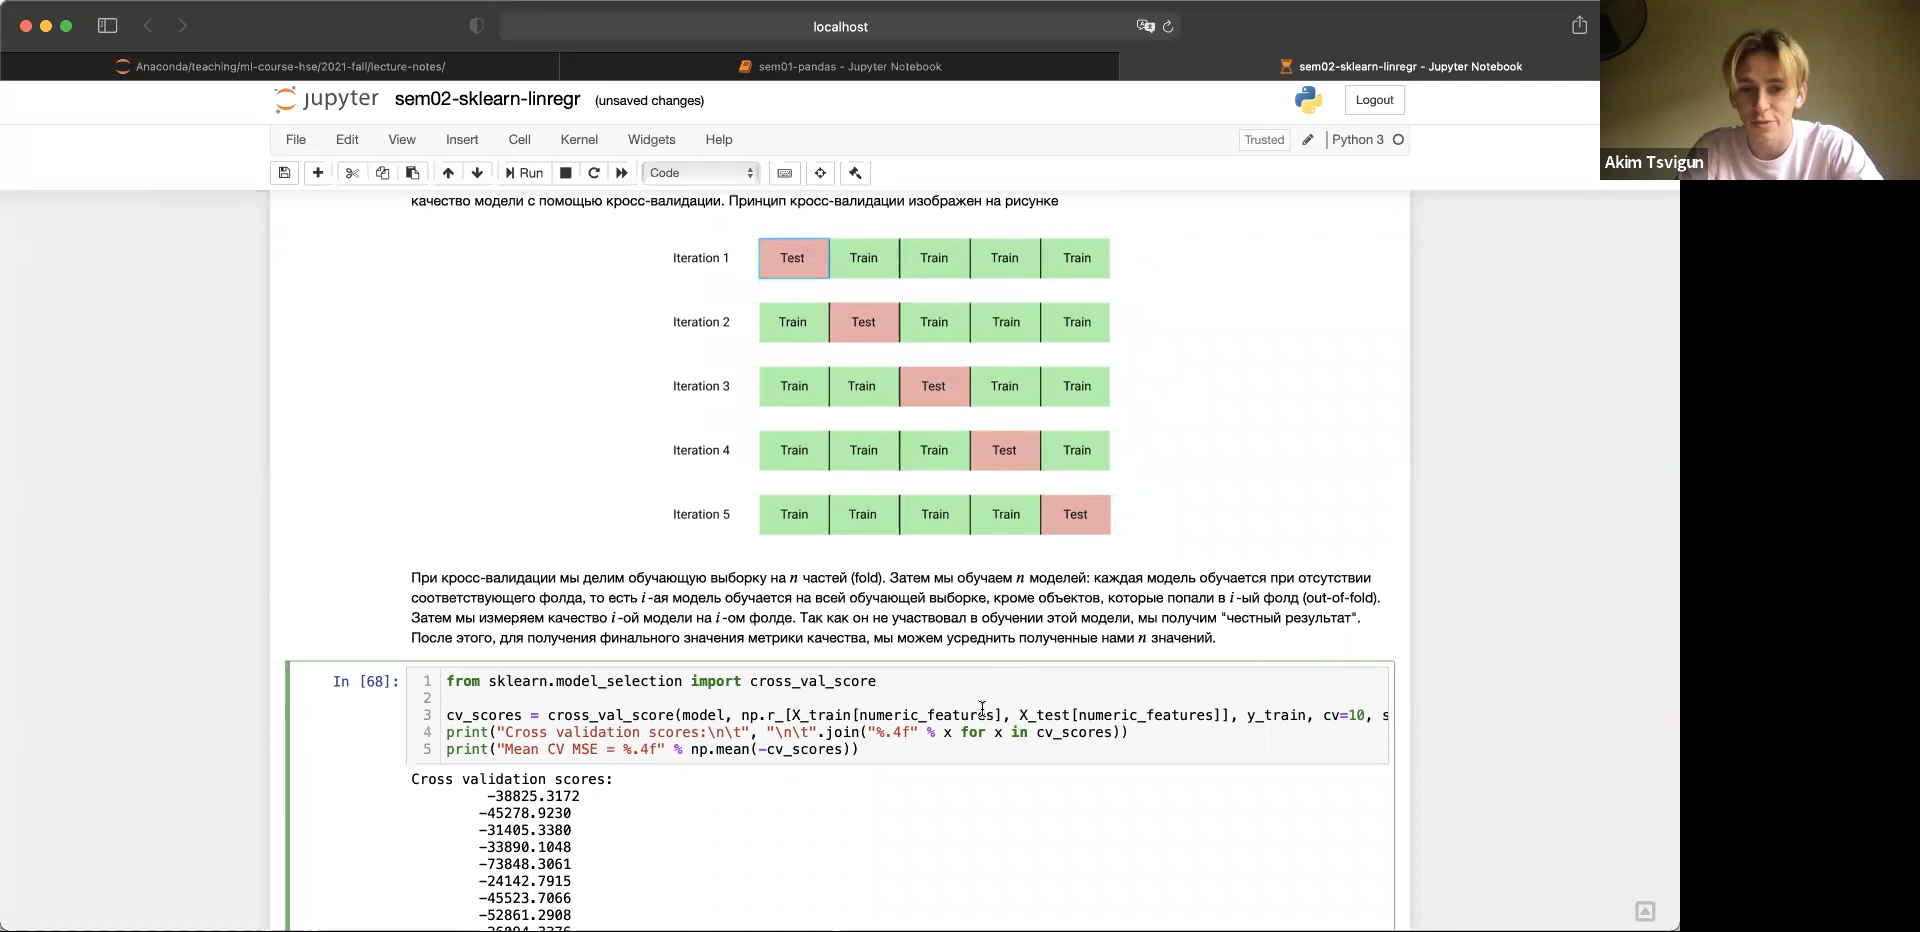 localhost
Anaconda/teaching/ml-course-hse/2021-fall/lecture-notes/
sem01-pandas - Jupyter Notebook
sem02-sklearn-linregr - Jupyter Notebook
jupyter sem02-sklearn-linregr (unsaved changes)
Logout
File Edit View Insert Cell Kernel Widgets Help
Trusted Python 3
Akim Tsvigun
Run Code
качество модели с помощью кросс-валидации. Принцип кросс-валидации изображен на рисунке
Iteration 1 Test Train Train Train Train
Iteration 2 Train Test Train Train Train
Iteration 3 Train Train Test Train Train
Iteration 4 Train Train Train Test Train
Iteration 5 Train Train Train Train Test
При кросс-валидации мы делим обучающую выборку на n частей (fold). Затем мы обучаем n моделей: каждая модель обучается при отсутствии
соответствующего фолда, то есть i -ая модель обучается на всей обучающей выборке, кроме объектов, которые попали в i -ый фолд (out-of-fold).
Затем мы измеряем качество i -ой модели на i -ом фолде. Так как он не участвовал в обучении этой модели, мы получим "честный результат".
После этого, для получения финального значения метрики качества, мы можем усреднить полученные нами n значений.
In [68]:
1 from sklearn.model_selection import cross_val_score
2
3 cv_scores = cross_val_score(model, np.r_[X_train[numeric_features], X_test[numeric_features]], y_train, cv=10, s
4 print("Cross validation scores:\n\t", "\n\t".join("%.4f" % x for x in cv_scores))
5 print("Mean CV MSE = %.4f" % np.mean(-cv_scores))
Cross validation scores:
-38825.3172
-45278.9230
-31405.3380
-33890.1048
-73848.3061
-24142.7915
-45523.7066
-52861.2908